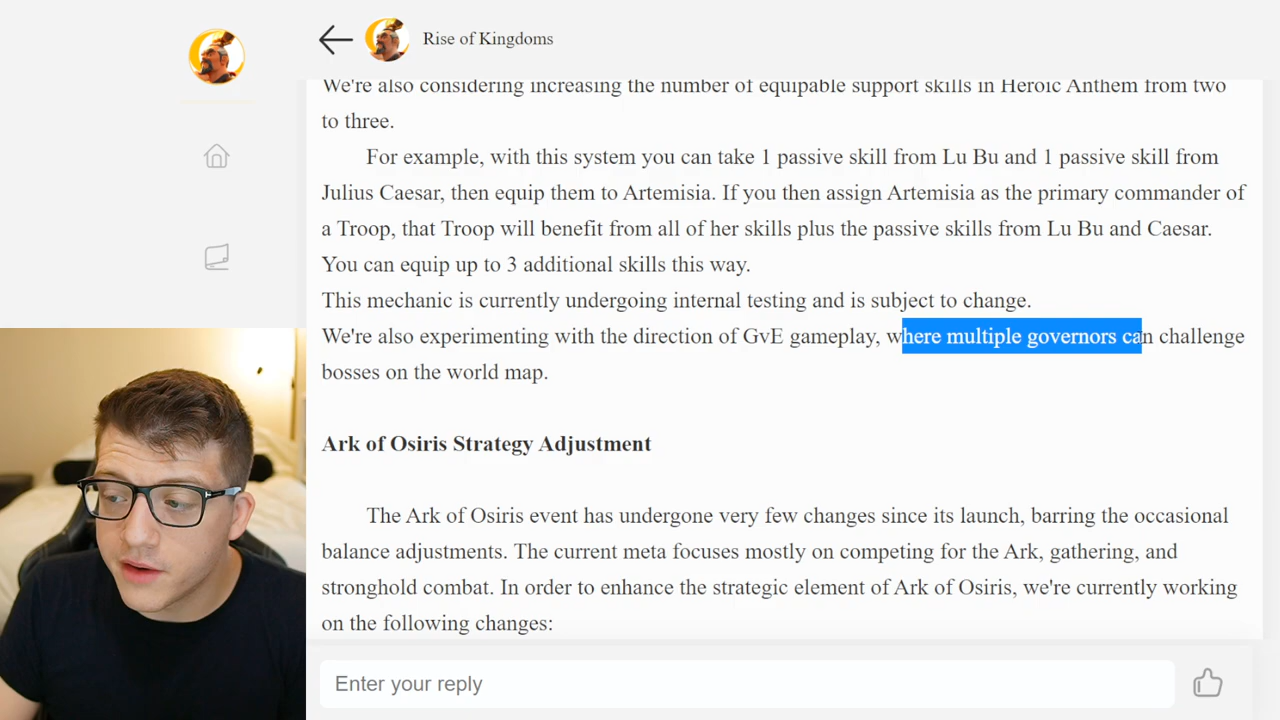 Rise of Kingdoms
We're also considering increasing the number of equipable support skills in Heroic Anthem from two
to three.
For example, with this system you can take 1 passive skill from Lu Bu and 1 passive skill from
Julius Caesar, then equip them to Artemisia. If you then assign Artemisia as the primary commander of
a Troop, that Troop will benefit from all of her skills plus the passive skills from Lu Bu and Caesar.
You can equip up to 3 additional skills this way.
This mechanic is currently undergoing internal testing and is subject to change.
We're also experimenting with the direction of GvE gameplay, where multiple governors can challenge
bosses on the world map.
Ark of Osiris Strategy Adjustment
The Ark of Osiris event has undergone very few changes since its launch, barring the occasional
balance adjustments. The current meta focuses mostly on competing for the Ark, gathering, and
stronghold combat. In order to enhance the strategic element of Ark of Osiris, we're currently working
on the following changes:
Enter your reply